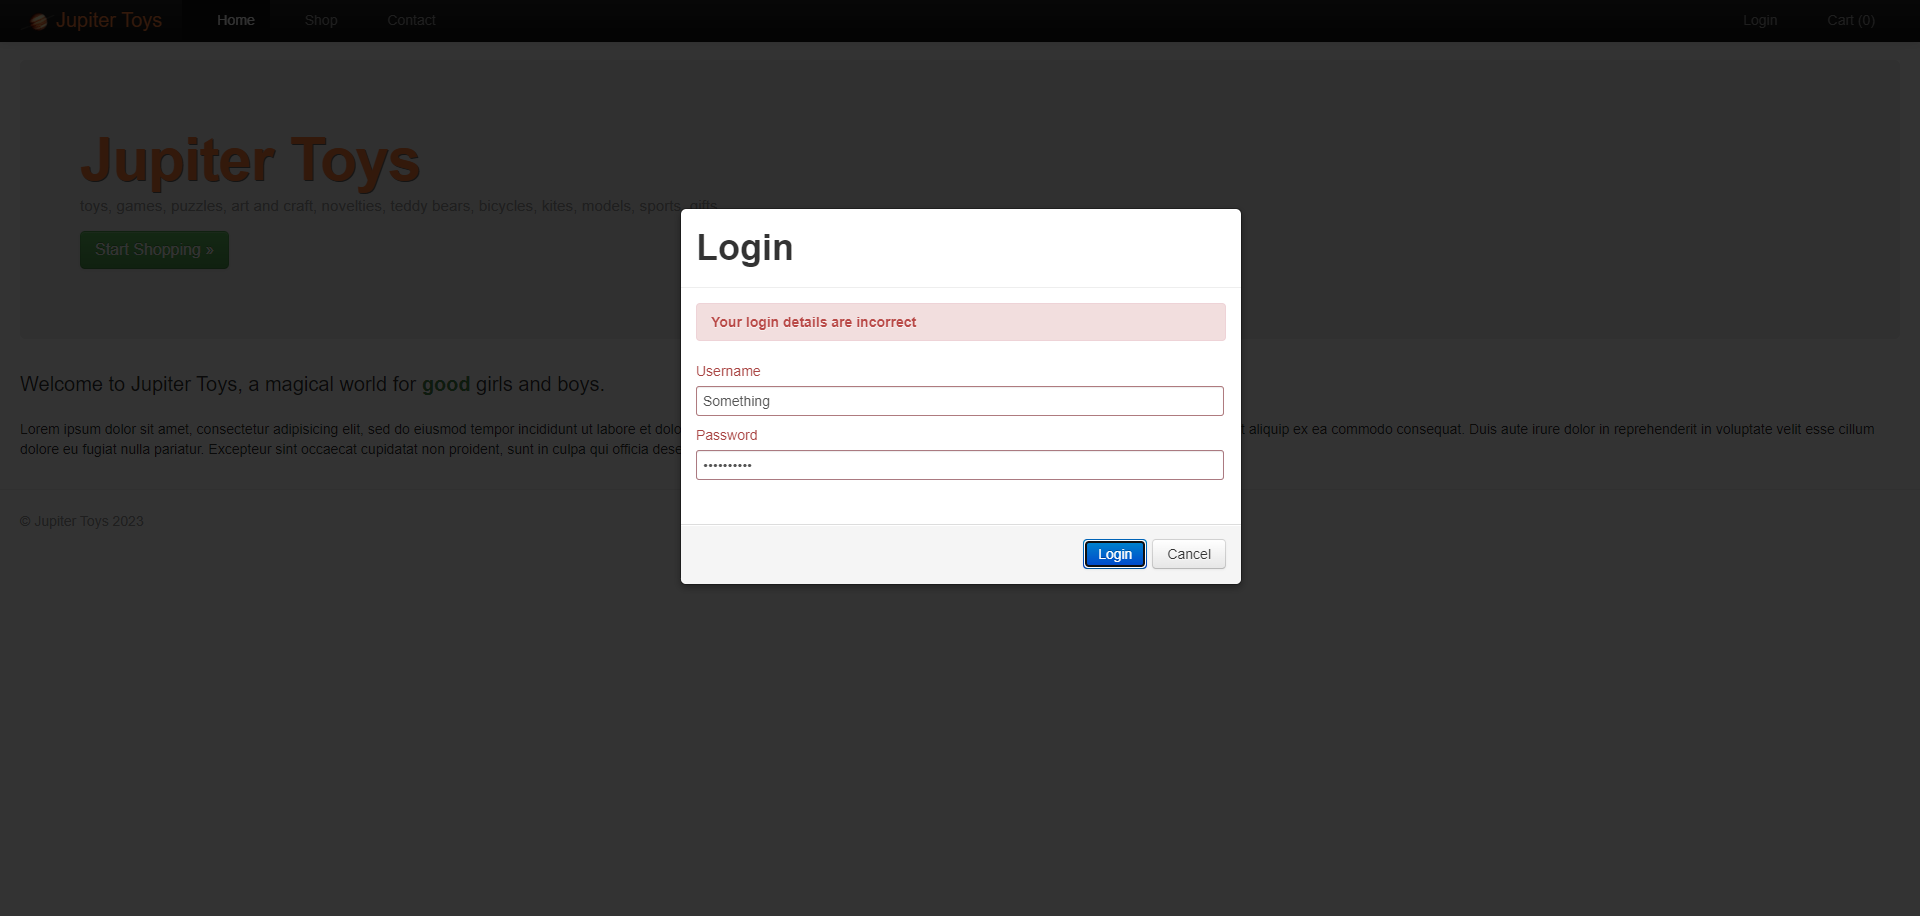 Jupiter Toys
Home
Shop
Contact
Login
Cart (0)
Jupiter Toys
toys, games, puzzles, art and craft, novelties, teddy bears, bicycles, kites, models, sports, gifts
Start Shopping »
Login
Your login details are incorrect
Username
Something
Password
••••••••••
Login
Cancel
Welcome to Jupiter Toys, a magical world for good girls and boys.
Lorem ipsum dolor sit amet, consectetur adipisicing elit, sed do eiusmod tempor incididunt ut labore et dolo t aliquip ex ea commodo consequat. Duis aute irure dolor in reprehenderit in voluptate velit esse cillum
dolore eu fugiat nulla pariatur. Excepteur sint occaecat cupidatat non proident, sunt in culpa qui officia dese
© Jupiter Toys 2023